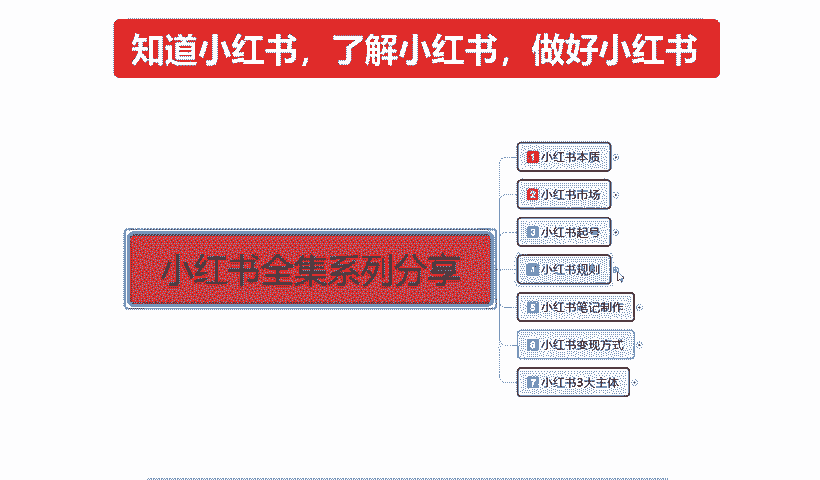 知道小红书，了解小红书，做好小红书
小红书全集系列分享
1 小红书本质
2 小红书市场
3 小红书起号
4 小红书规则
5 小红书笔记制作
6 小红书变现方式
7 小红书3大主体